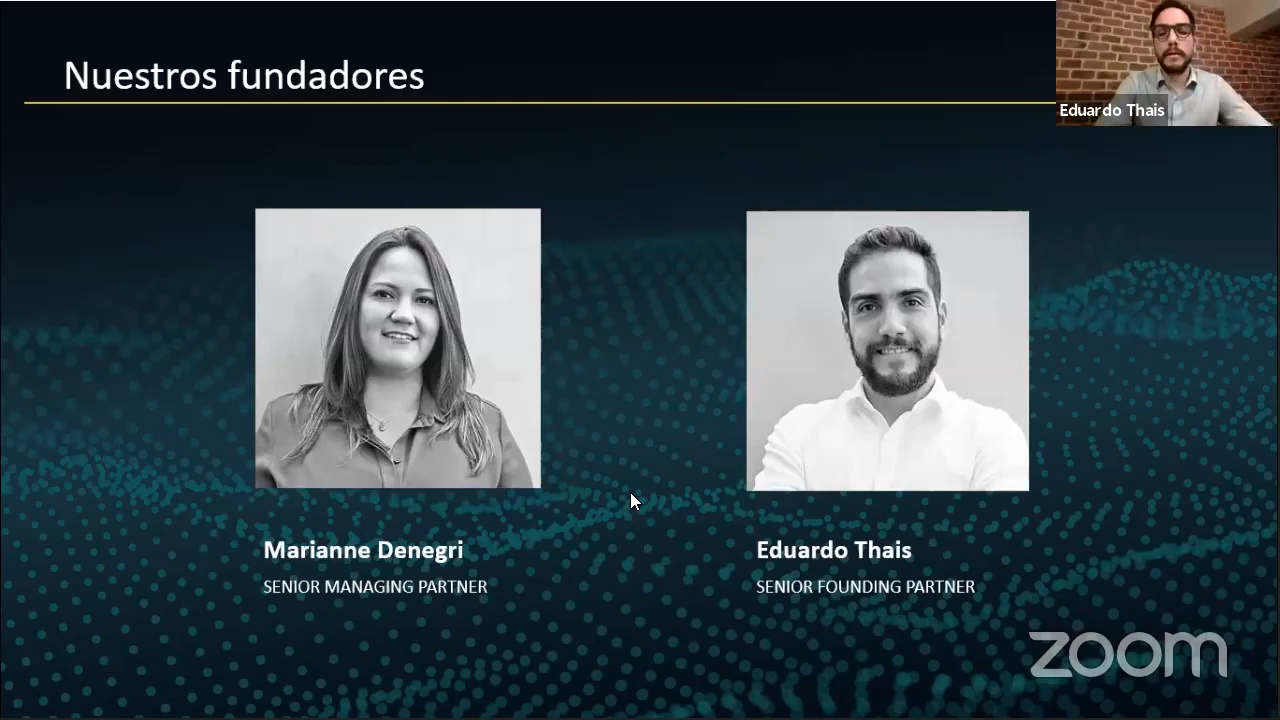 Nuestros fundadores
Eduardo Thais
Marianne Denegri
SENIOR MANAGING PARTNER
Eduardo Thais
SENIOR FOUNDING PARTNER
zoom